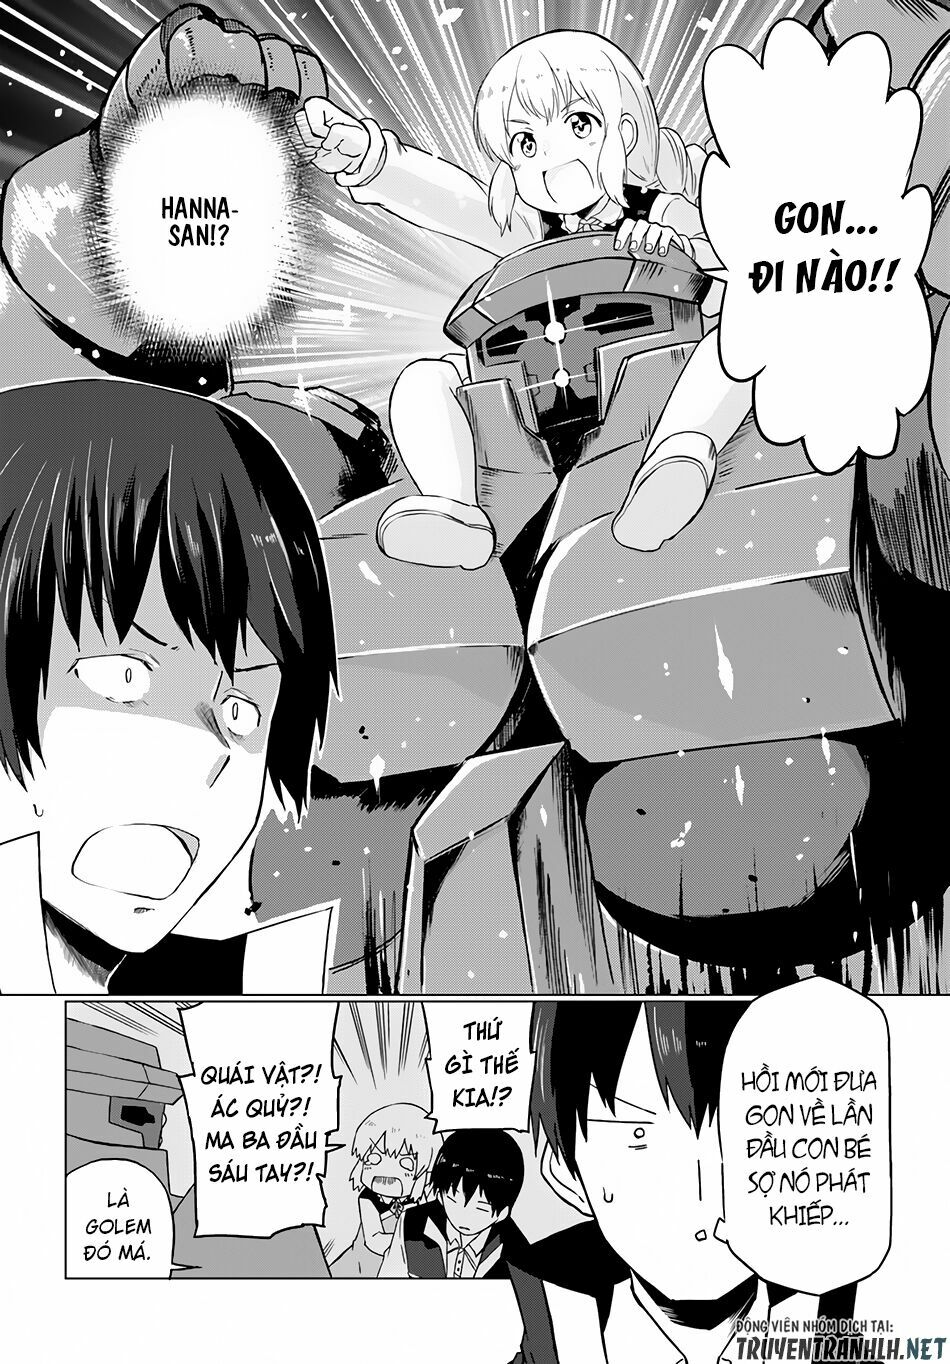 GON...
ĐI NÀO!!
HANNA-
SAN!?
HỒI MỚI ĐƯA
GON VỀ LẦN
ĐẦU CON BÉ
SỢ NÓ PHÁT
KHIẾP...
THỨ
GÌ THẾ
KIA!?
QUÁI VẬT?!
ÁC QUỶ?!
MA BA ĐẦU
SÁU TAY?!
LÀ
GOLEM
ĐÓ MÁ.
ĐỘNG VIÊN NHÓM DỊCH TẠI:
TRUYENTRANHLH.NET